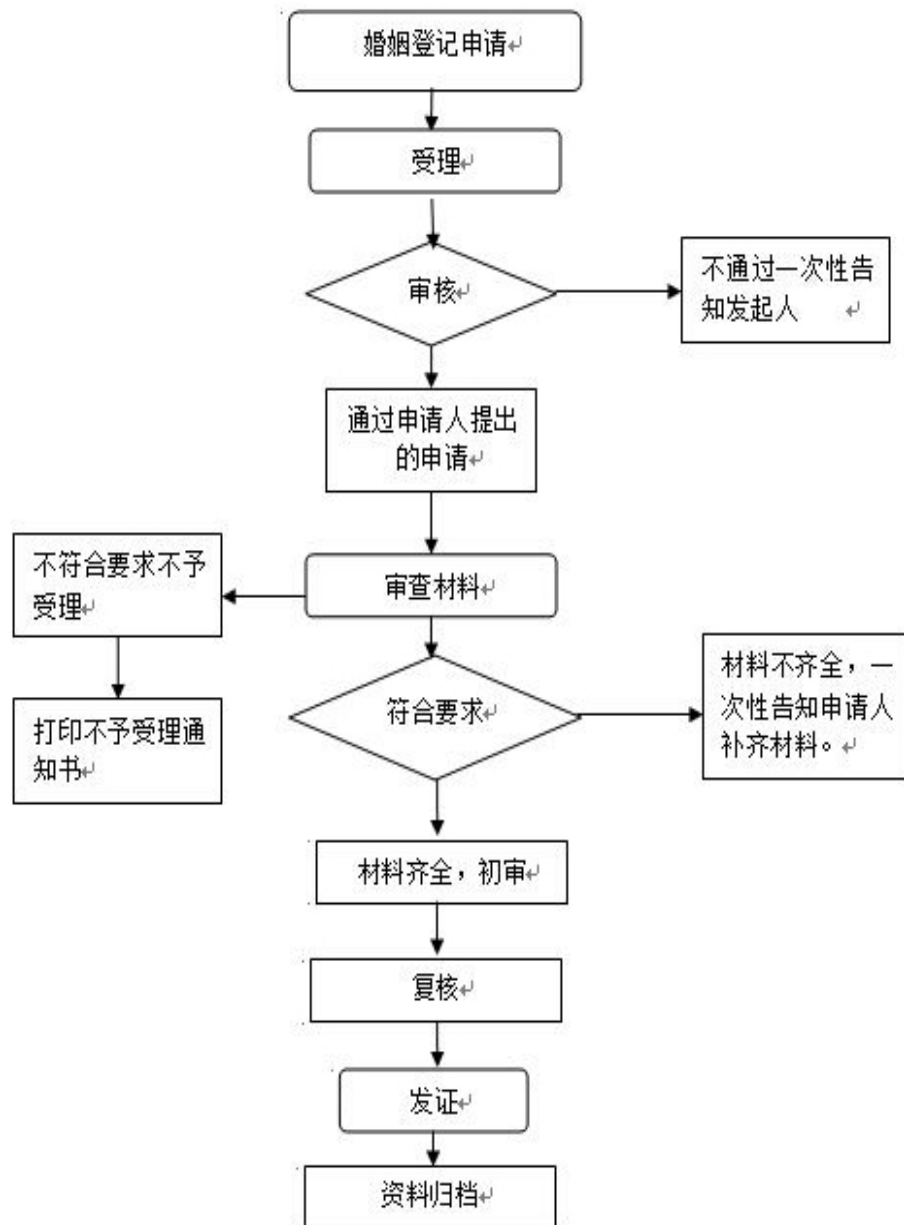 婚姻登记申请
受理
审核
不通过一次性告
知发起人
通过申请人提出
的申请
审查材料
不符合要求不予
受理
打印不予受理通
知书
符合要求
材料不齐全，一
次性告知申请人
补齐材料。
材料齐全，初审
复核
发证
资料归档